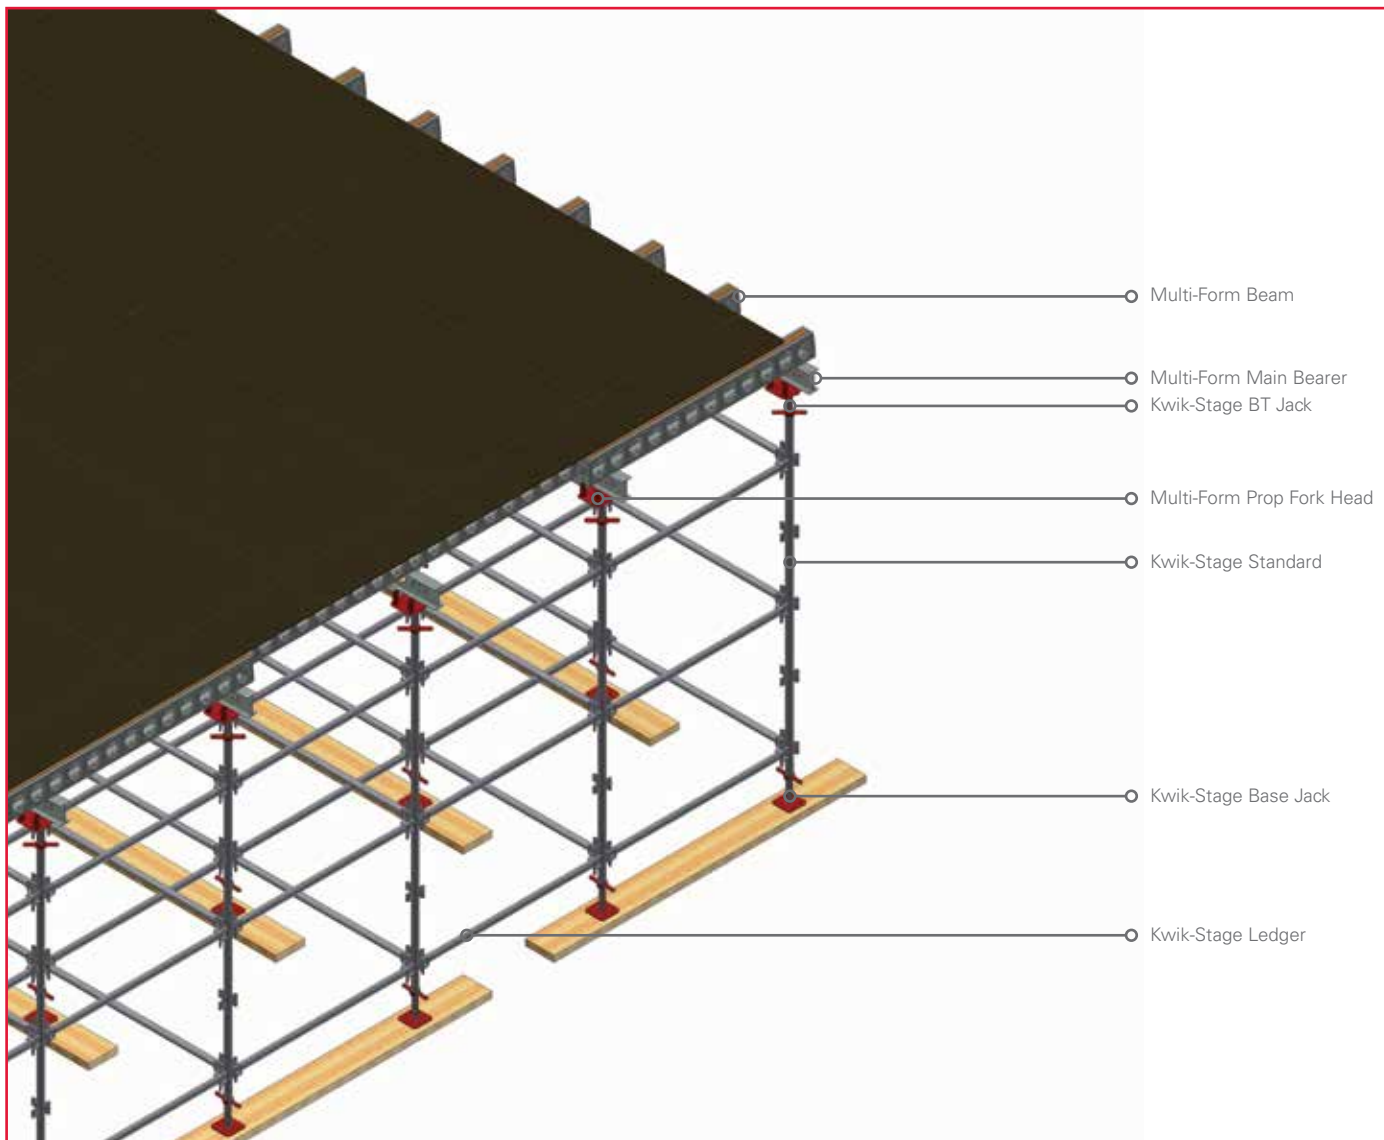 Multi-Form Beam
Multi-Form Main Bearer
Kwik-Stage BT Jack
Multi-Form Prop Fork Head
Kwik-Stage Standard
Kwik-Stage Base Jack
Kwik-Stage Ledger